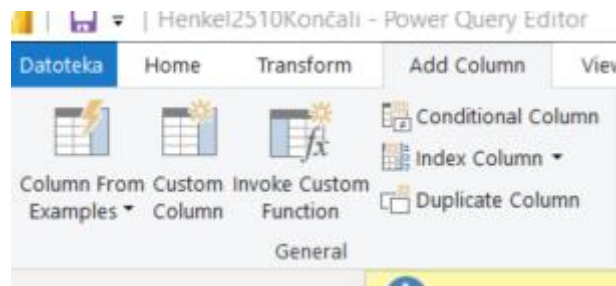 Henkel2510Končali - Power Query Editor
Datoteka Home Transform Add Column View
Column From Examples
Custom Column
Invoke Custom Function
Conditional Column
Index Column
Duplicate Column
General